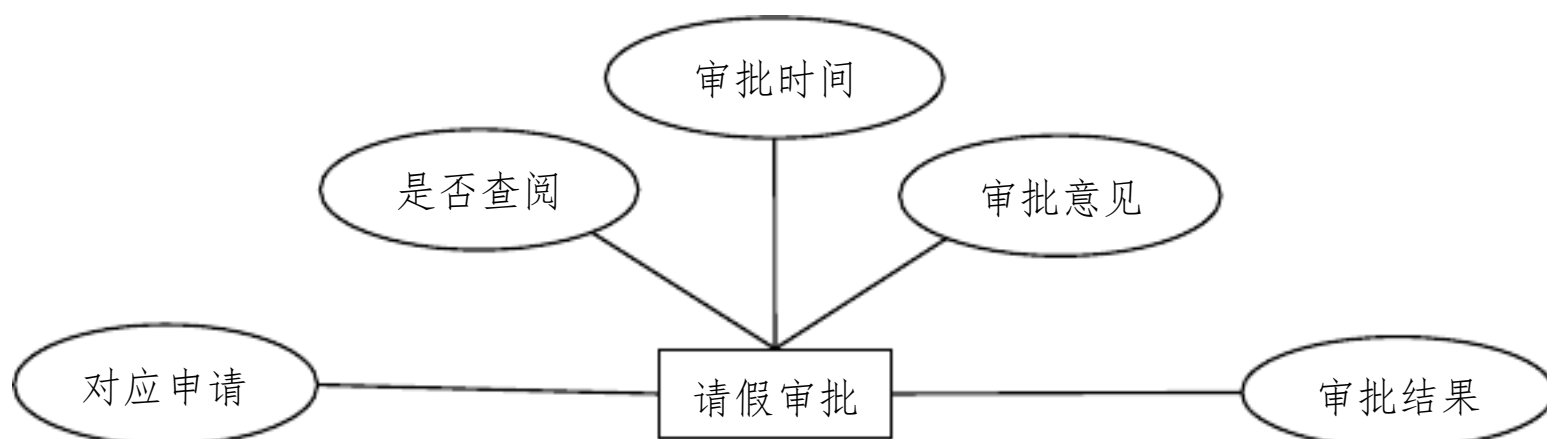 审批时间
是否查阅
审批意见
对应申请
请假审批
审批结果